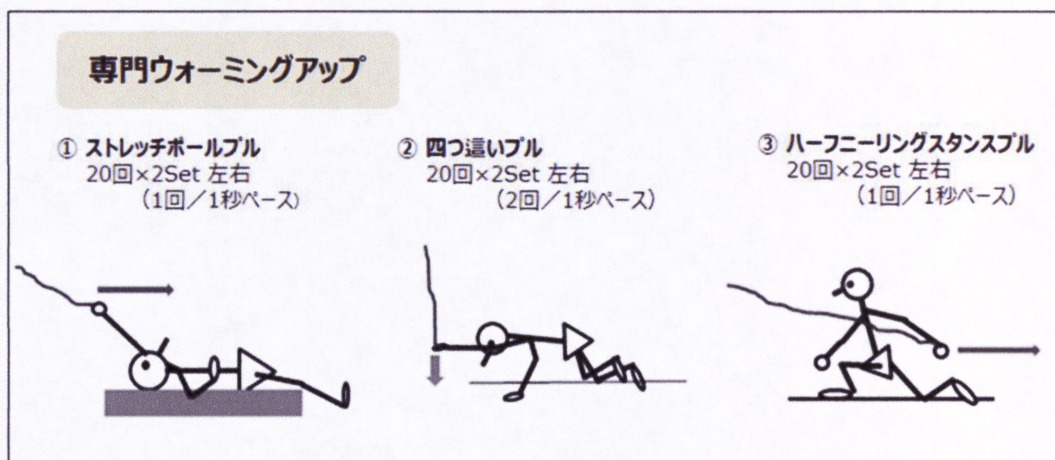 専門ウォーミングアップ
① ストレッチポールプル
20回×2Set 左右
（1回／1秒ペース）
② 四つ這いプル
20回×2Set 左右
（2回／1秒ペース）
③ ハーフニーリングスタンスプル
20回×2Set 左右
（1回／1秒ペース）